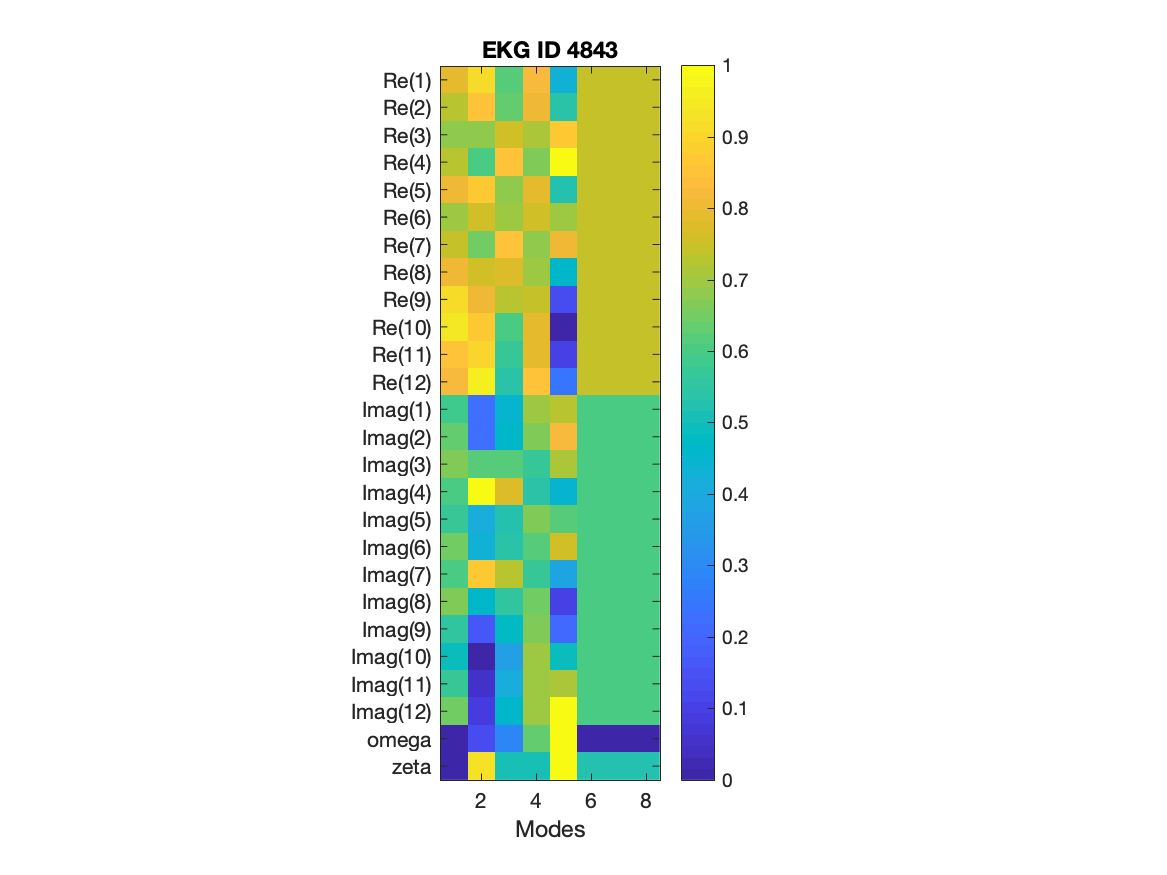 EKG ID 4843
Re(1)
Re(2)
Re(3)
Re(4)
Re(5)
Re(6)
Re(7)
Re(8)
Re(9)
Re(10)
Re(11)
Re(12)
Imag(1)
Imag(2)
Imag(3)
Imag(4)
Imag(5)
Imag(6)
Imag(7)
Imag(8)
Imag(9)
Imag(10)
Imag(11)
Imag(12)
omega
zeta
2 4 6 8
Modes
1
0.9
0.8
0.7
0.6
0.5
0.4
0.3
0.2
0.1
0